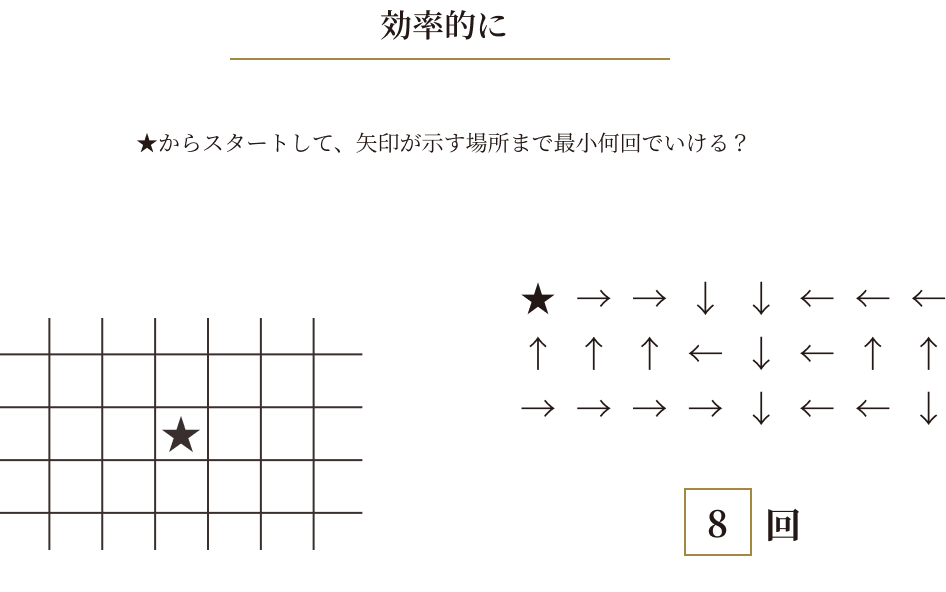 効率的に
★からスタートして、矢印が示す場所まで最小何回でいける？
★ → → ↓ ↓ ← ← ←
↑ ↑ ↑ ← ↓ ← ↑ ↑
→ → → → ↓ ← ← ↓
★
8 回